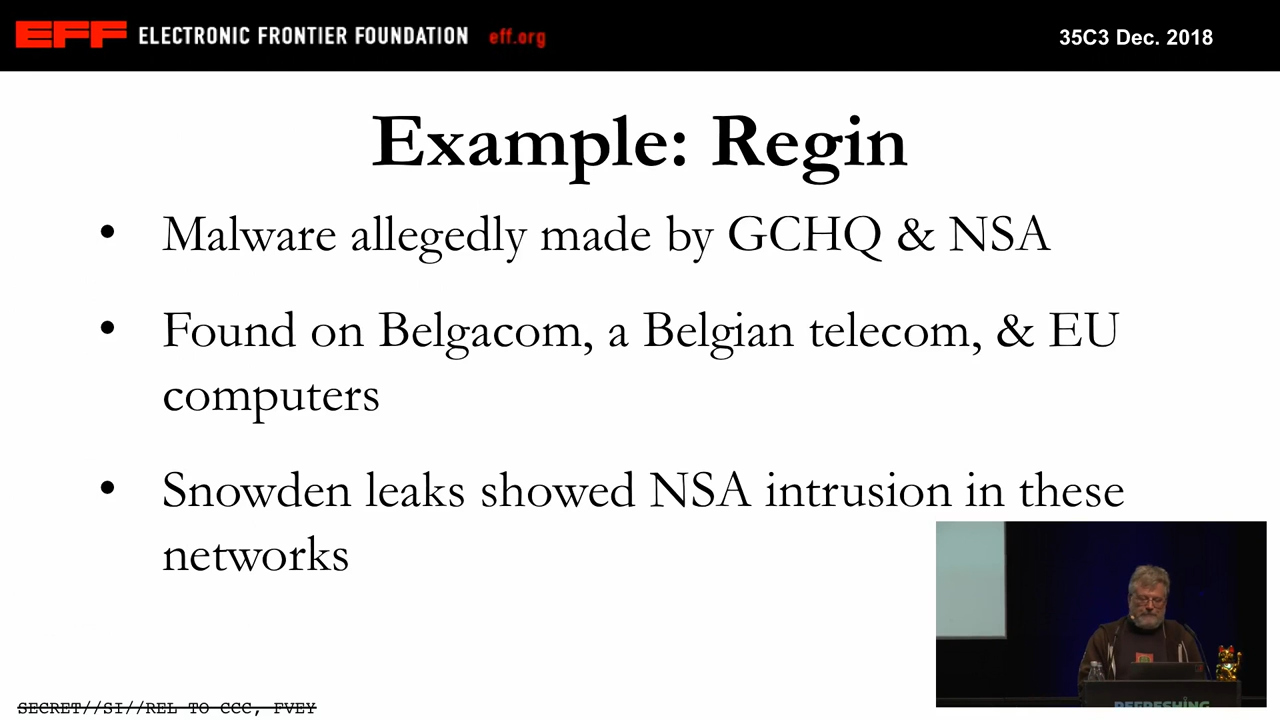 EFF ELECTRONIC FRONTIER FOUNDATION eff.org
35C3 Dec. 2018
Example: Regin
• Malware allegedly made by GCHQ & NSA
• Found on Belgacom, a Belgian telecom, & EU
computers
• Snowden leaks showed NSA intrusion in these
networks
SECRET//SI//REL TO CCC, FVEY
REFRESHING